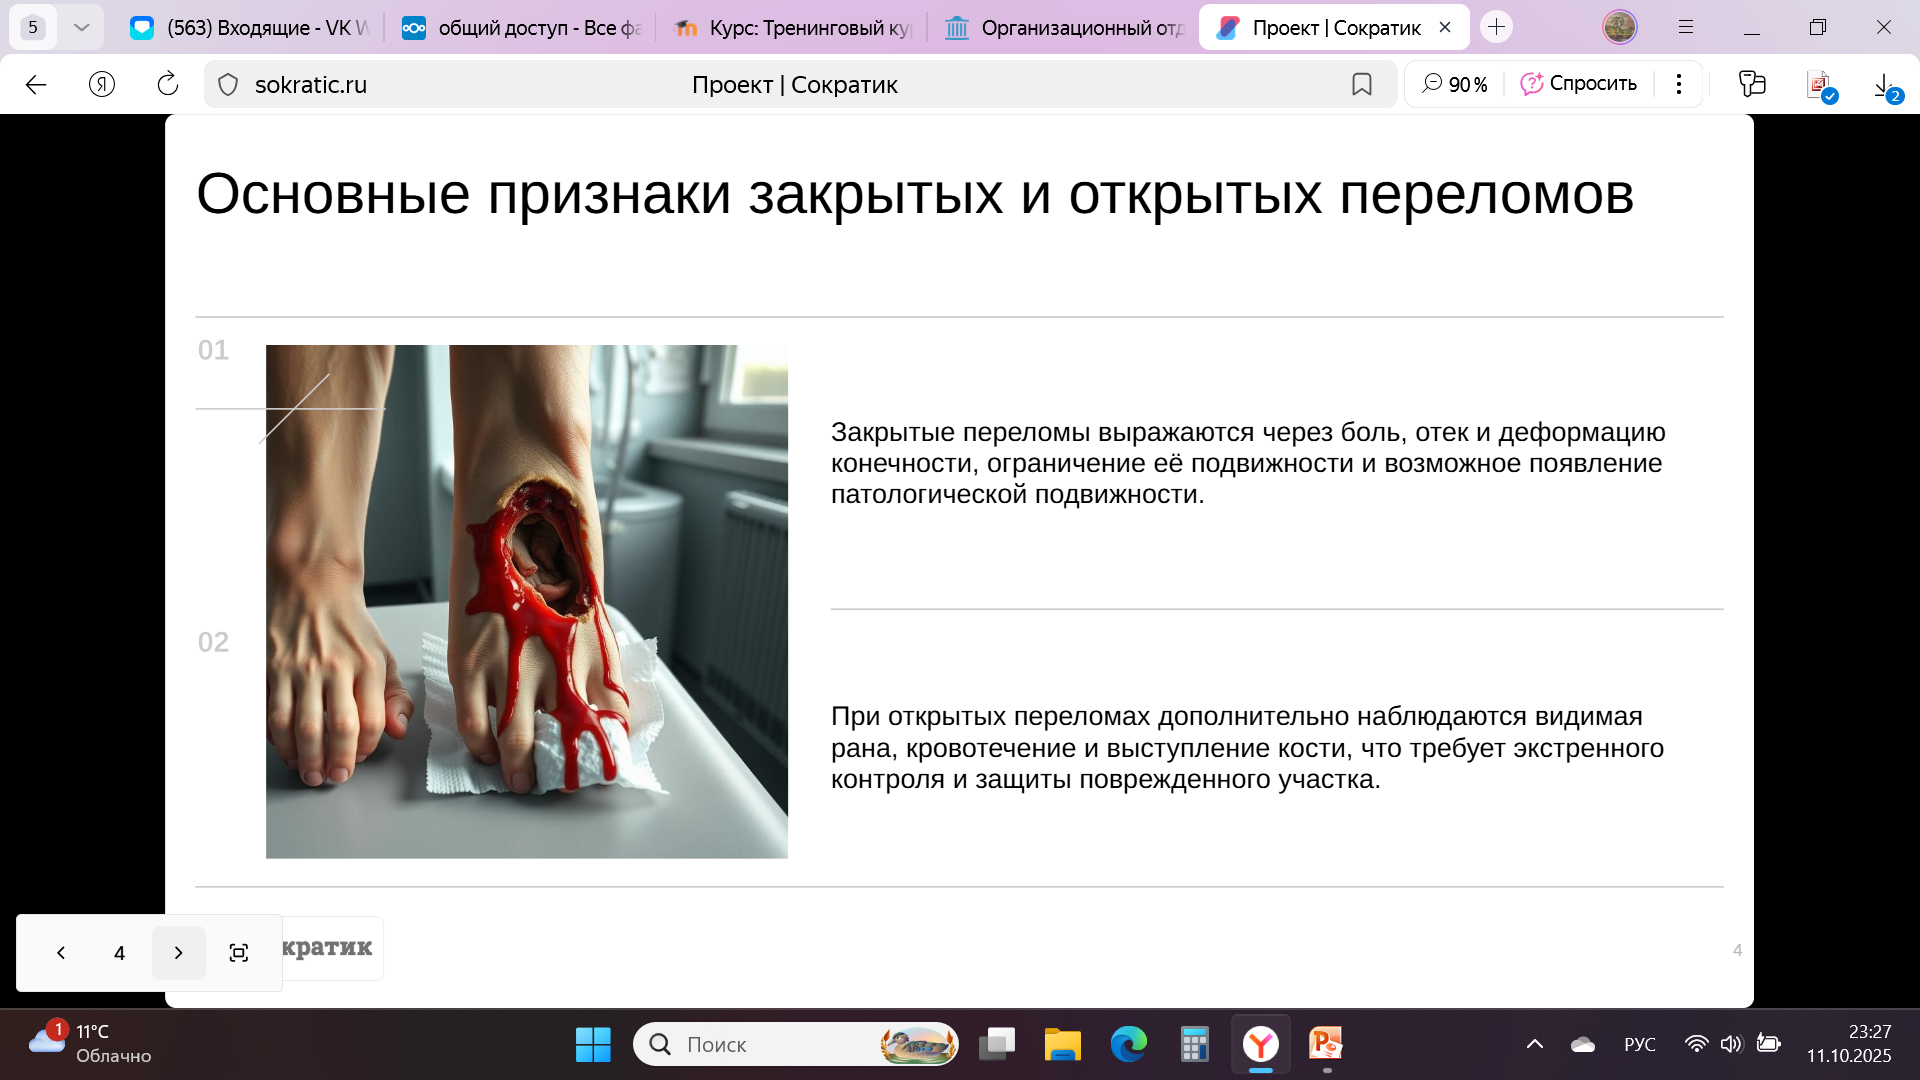 5
(563) Входящие - VK W
общий доступ - Все фа
Курс: Тренинговый ку
Организационный отд
Проект | Сократик
Я
sokratic.ru
Проект | Сократик
90 %
Спросить
2
Основные признаки закрытых и открытых переломов
01
Закрытые переломы выражаются через боль, отек и деформацию
конечности, ограничение её подвижности и возможное появление
патологической подвижности.
02
При открытых переломах дополнительно наблюдаются видимая
рана, кровотечение и выступление кости, что требует экстренного
контроля и защиты поврежденного участка.
4
кратик
4
1
11°C
Облачно
Поиск
РУС
23:27
11.10.2025